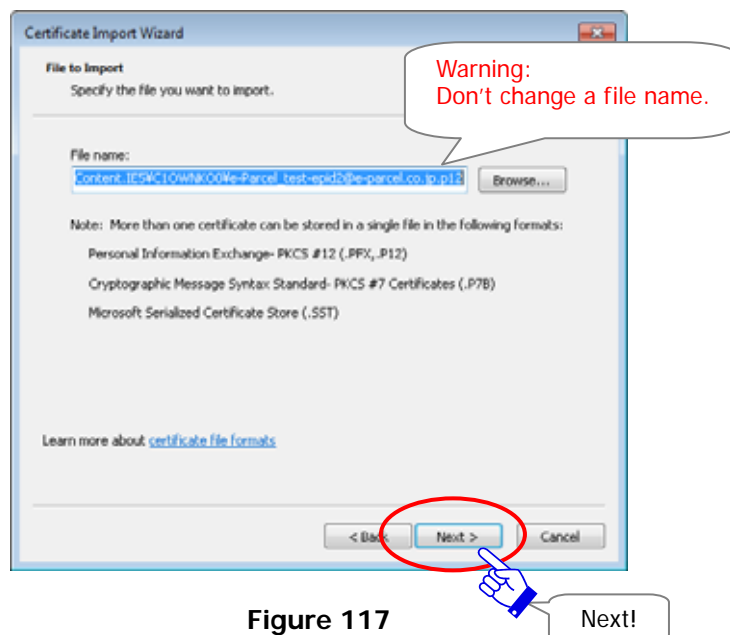 Certificate Import Wizard
File to Import
Specify the file you want to import.
Warning:
Don't change a file name.
File name:
Content.IE5¥C1OWNKO0¥e-Parcel_test-epid2@e-parcel.co.jp.p12
Browse...
Note: More than one certificate can be stored in a single file in the following formats:
Personal Information Exchange- PKCS #12 (.PFX,.P12)
Cryptographic Message Syntax Standard- PKCS #7 Certificates (.P7B)
Microsoft Serialized Certificate Store (.SST)
Learn more about certificate file formats
< Back
Next >
Cancel
Next!
Figure 117